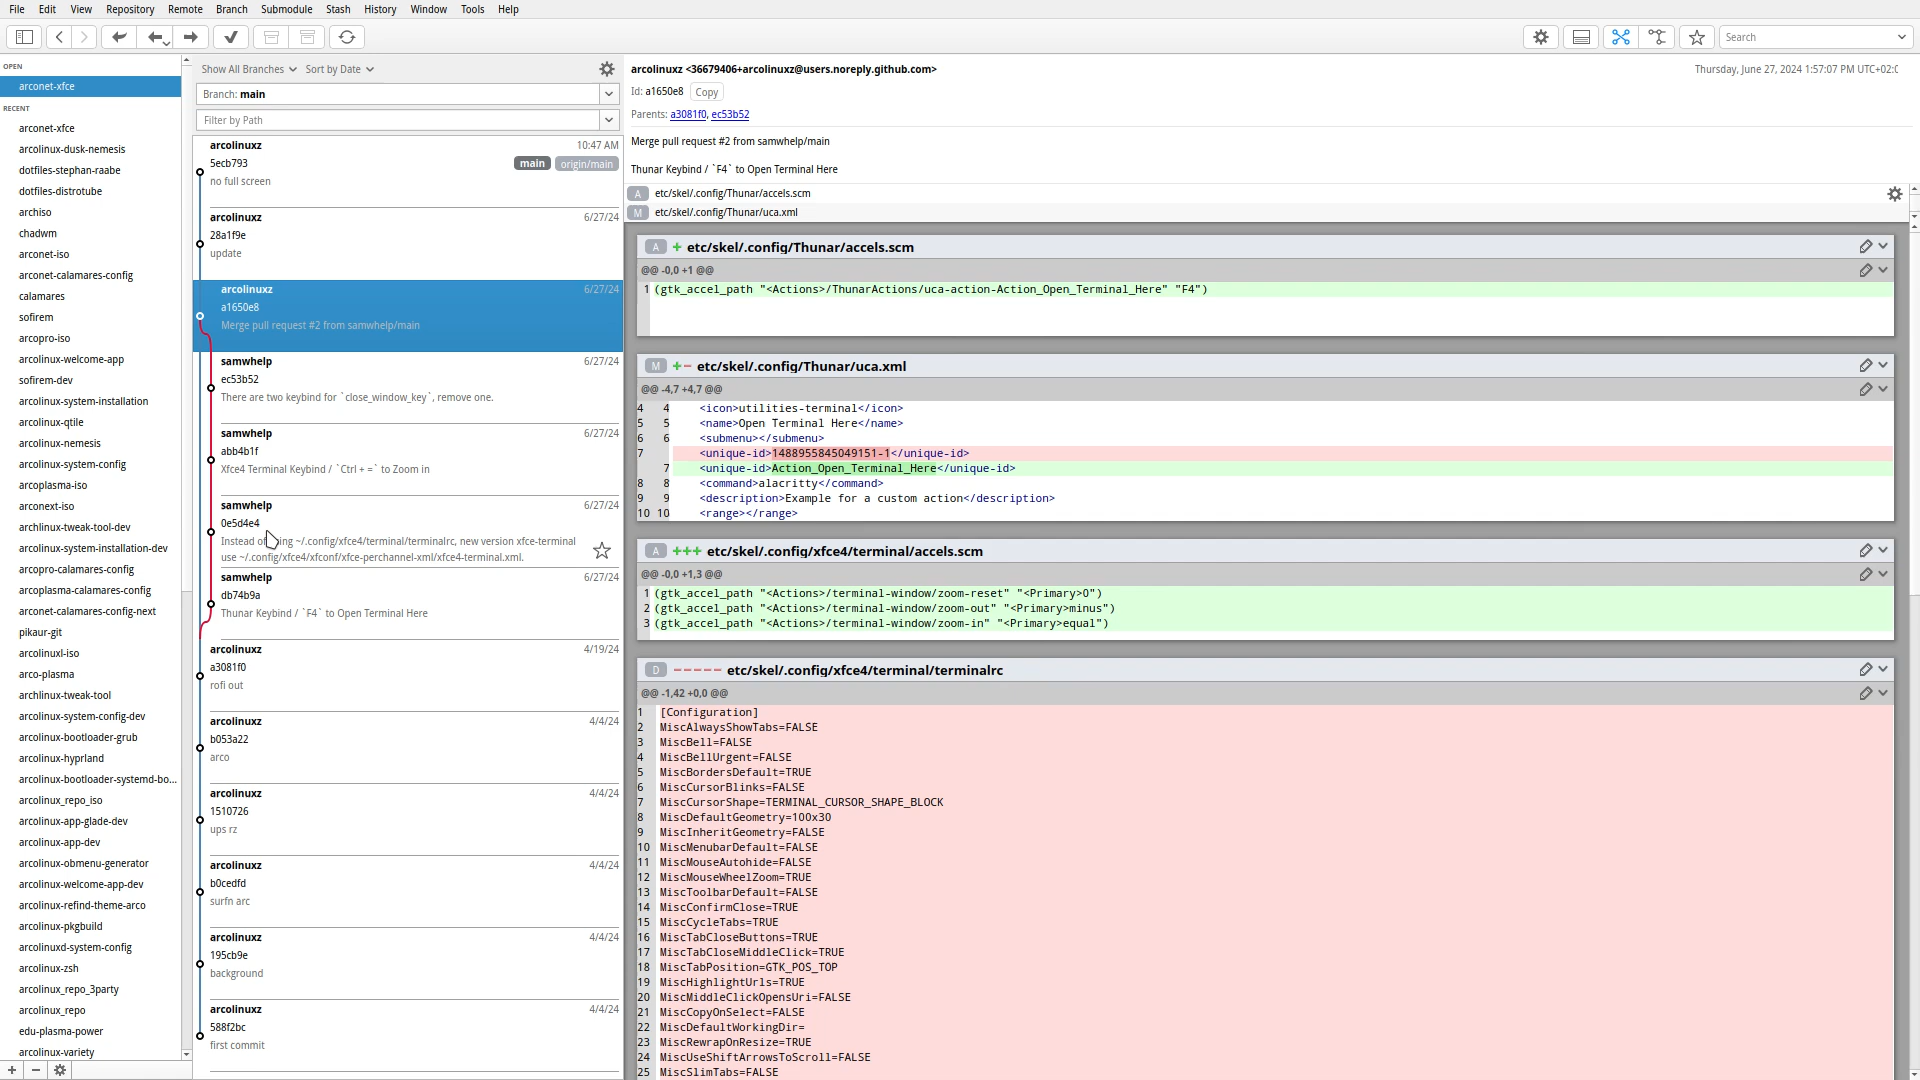 File Edit View Repository Remote Branch Submodule Stash History Window Tools Help
Search
OPEN
arconet-xfce
RECENT
arconet-xfce
arcolinux-dusk-nemesis
dotfiles-stephan-raabe
dotfiles-distrotube
archiso
chadwm
arconet-iso
arconet-calamares-config
calamares
sofirem
arcopro-iso
arcolinux-welcome-app
sofirem-dev
arcolinux-system-installation
arcolinux-qtile
arcolinux-nemesis
arcolinux-system-config
arcoplasma-iso
arconext-iso
archlinux-tweak-tool-dev
arcolinux-system-installation-dev
arcopro-calamares-config
arcoplasma-calamares-config
arconet-calamares-config-next
pikaur-git
arcolinuxl-iso
arco-plasma
archlinux-tweak-tool
arcolinux-system-config-dev
arcolinux-bootloader-grub
arcolinux-hyprland
arcolinux-bootloader-systemd-bo...
arcolinux_repo_iso
arcolinux-app-glade-dev
arcolinux-app-dev
arcolinux-obmenu-generator
arcolinux-welcome-app-dev
arcolinux-refind-theme-arco
arcolinux-pkgbuild
arcolinuxd-system-config
arcolinux-zsh
arcolinux_repo_3party
arcolinux_repo
edu-plasma-power
arcolinux-variety
Show All Branches Sort by Date
Branch: main
Filter by Path
arcolinuxz 10:47 AM
5ecb793 main origin/main
no full screen
arcolinuxz 6/27/24
28a1f9e
update
arcolinuxz 6/27/24
a1650e8
Merge pull request #2 from samwhelp/main
samwhelp 6/27/24
ec53b52
There are two keybind for `close_window_key`, remove one.
samwhelp 6/27/24
abb4b1f
Xfce4 Terminal Keybind / `Ctrl + =` to Zoom in
samwhelp 6/27/24
0e5d4e4
Instead of ~/.config/xfce4/terminal/terminalrc, new version xfce-terminal
use ~/.config/xfce4/xfconf/xfce-perchannel-xml/xfce4-terminal.xml.
samwhelp 6/27/24
db74b9a
Thunar Keybind / `F4` to Open Terminal Here
arcolinuxz 4/19/24
a3081f0
rofi out
arcolinuxz 4/4/24
b053a22
arco
arcolinuxz 4/4/24
1510726
ups rz
arcolinuxz 4/4/24
b0cedfd
surfn arc
arcolinuxz 4/4/24
195cb9e
background
arcolinuxz 4/4/24
588f2bc
first commit
arcolinuxz <36679406+arcolinuxz@users.noreply.github.com> Thursday, June 27, 2024 1:57:07 PM UTC+02:0
Id: a1650e8 Copy
Parents: a3081f0, ec53b52
Merge pull request #2 from samwhelp/main
Thunar Keybind / `F4` to Open Terminal Here
A etc/skel/.config/Thunar/accels.scm
M etc/skel/.config/Thunar/uca.xml
A + etc/skel/.config/Thunar/accels.scm
@@ -0,0 +1 @@
1 (gtk_accel_path "<Actions>/ThunarActions/uca-action-Action_Open_Terminal_Here" "F4")
M +- etc/skel/.config/Thunar/uca.xml
@@ -4,7 +4,7 @@
4 4 <icon>utilities-terminal</icon>
5 5 <name>Open Terminal Here</name>
6 6 <submenu></submenu>
7 <unique-id>1488955845049151-1</unique-id>
7 <unique-id>Action_Open_Terminal_Here</unique-id>
8 8 <command>alacritty</command>
9 9 <description>Example for a custom action</description>
10 10 <range></range>
A +++ etc/skel/.config/xfce4/terminal/accels.scm
@@ -0,0 +1,3 @@
1 (gtk_accel_path "<Actions>/terminal-window/zoom-reset" "<Primary>0")
2 (gtk_accel_path "<Actions>/terminal-window/zoom-out" "<Primary>minus")
3 (gtk_accel_path "<Actions>/terminal-window/zoom-in" "<Primary>equal")
D ----- etc/skel/.config/xfce4/terminal/terminalrc
@@ -1,42 +0,0 @@
1 [Configuration]
2 MiscAlwaysShowTabs=FALSE
3 MiscBell=FALSE
4 MiscBellUrgent=FALSE
5 MiscBordersDefault=TRUE
6 MiscCursorBlinks=FALSE
7 MiscCursorShape=TERMINAL_CURSOR_SHAPE_BLOCK
8 MiscDefaultGeometry=100x30
9 MiscInheritGeometry=FALSE
10 MiscMenubarDefault=FALSE
11 MiscMouseAutohide=FALSE
12 MiscMouseWheelZoom=TRUE
13 MiscToolbarDefault=FALSE
14 MiscConfirmClose=TRUE
15 MiscCycleTabs=TRUE
16 MiscTabCloseButtons=TRUE
17 MiscTabCloseMiddleClick=TRUE
18 MiscTabPosition=GTK_POS_TOP
19 MiscHighlightUrls=TRUE
20 MiscMiddleClickOpensUri=FALSE
21 MiscCopyOnSelect=FALSE
22 MiscDefaultWorkingDir=
23 MiscRewrapOnResize=TRUE
24 MiscUseShiftArrowsToScroll=FALSE
25 MiscSlimTabs=FALSE